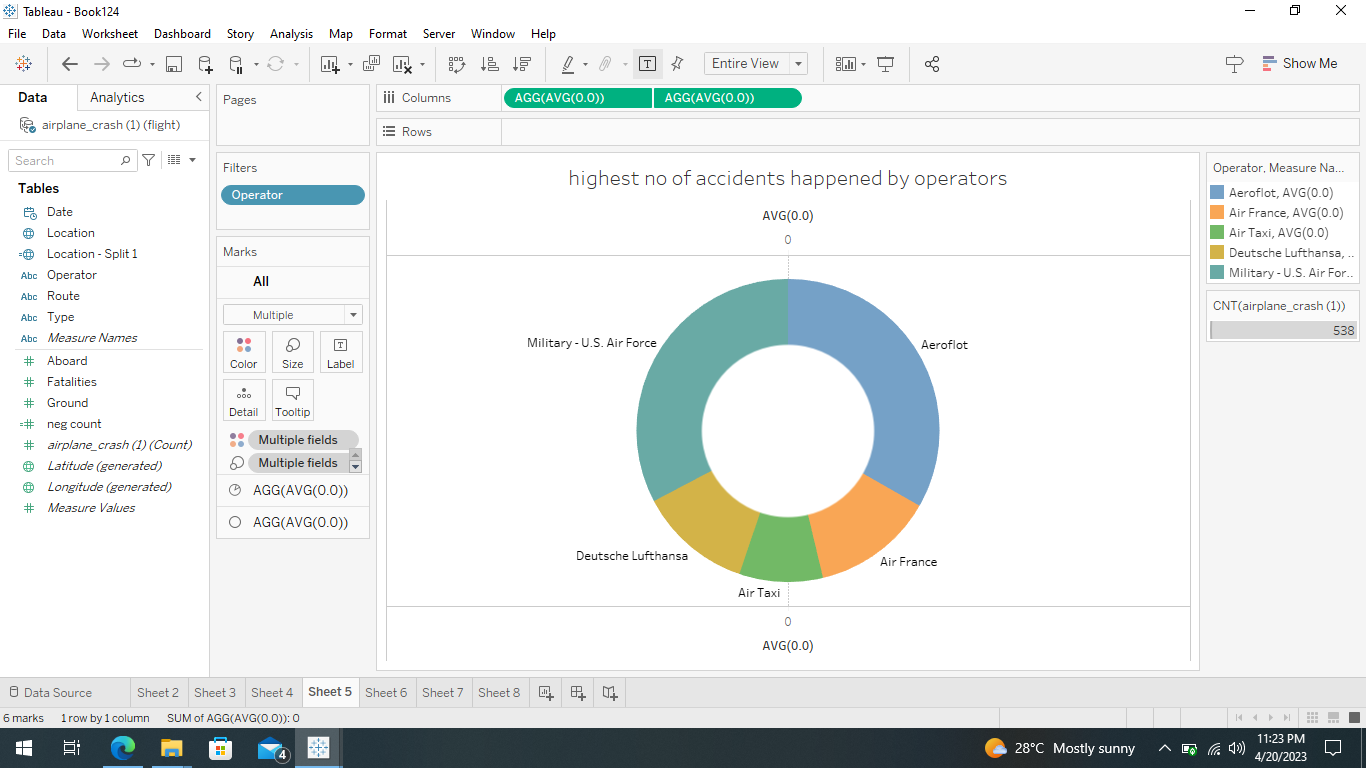 Tableau - Book124
File Data Worksheet Dashboard Story Analysis Map Format Server Window Help
Entire View
Show Me
Data Analytics
airplane_crash (1) (flight)
Search
Tables
Date
Location
Location - Split 1
Abc Operator
Abc Route
Abc Type
Abc Measure Names
Aboard
Fatalities
Ground
neg count
airplane_crash (1) (Count)
Latitude (generated)
Longitude (generated)
Measure Values
Pages
Filters
Operator
Marks
All
Multiple
Color Size Label
Detail Tooltip
Multiple fields
Multiple fields
AGG(AVG(0.0))
AGG(AVG(0.0))
Columns AGG(AVG(0.0)) AGG(AVG(0.0))
Rows
highest no of accidents happened by operators
AVG(0.0)
0
Military - U.S. Air Force
Aeroflot
Deutsche Lufthansa
Air France
Air Taxi
0
AVG(0.0)
Operator, Measure Na...
Aeroflot, AVG(0.0)
Air France, AVG(0.0)
Air Taxi, AVG(0.0)
Deutsche Lufthansa, ..
Military - U.S. Air For..
CNT(airplane_crash (1))
538
Data Source Sheet 2 Sheet 3 Sheet 4 Sheet 5 Sheet 6 Sheet 7 Sheet 8
6 marks 1 row by 1 column SUM of AGG(AVG(0.0)): 0
4
28°C Mostly sunny
11:23 PM
4/20/2023